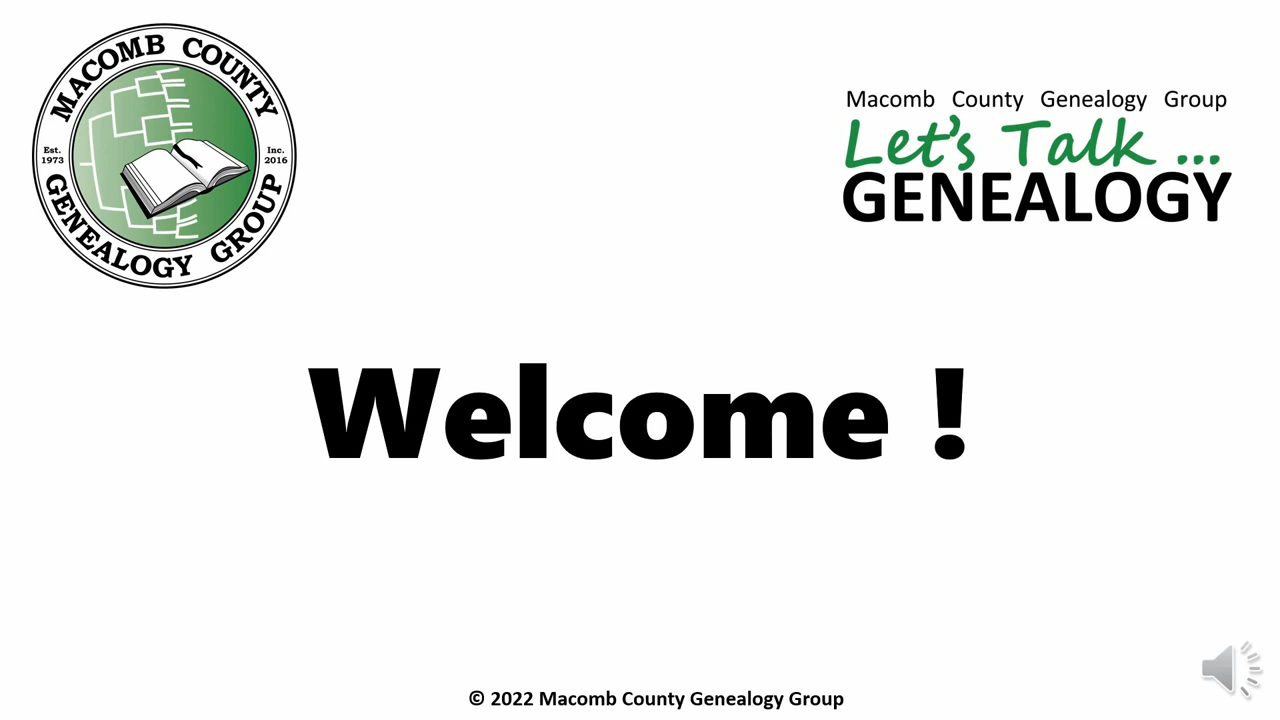 MACOMB COUNTY
Est.
1973
Inc.
2016
GENEALOGY GROUP
Macomb County Genealogy Group
Let's Talk ...
GENEALOGY
Welcome !
© 2022 Macomb County Genealogy Group